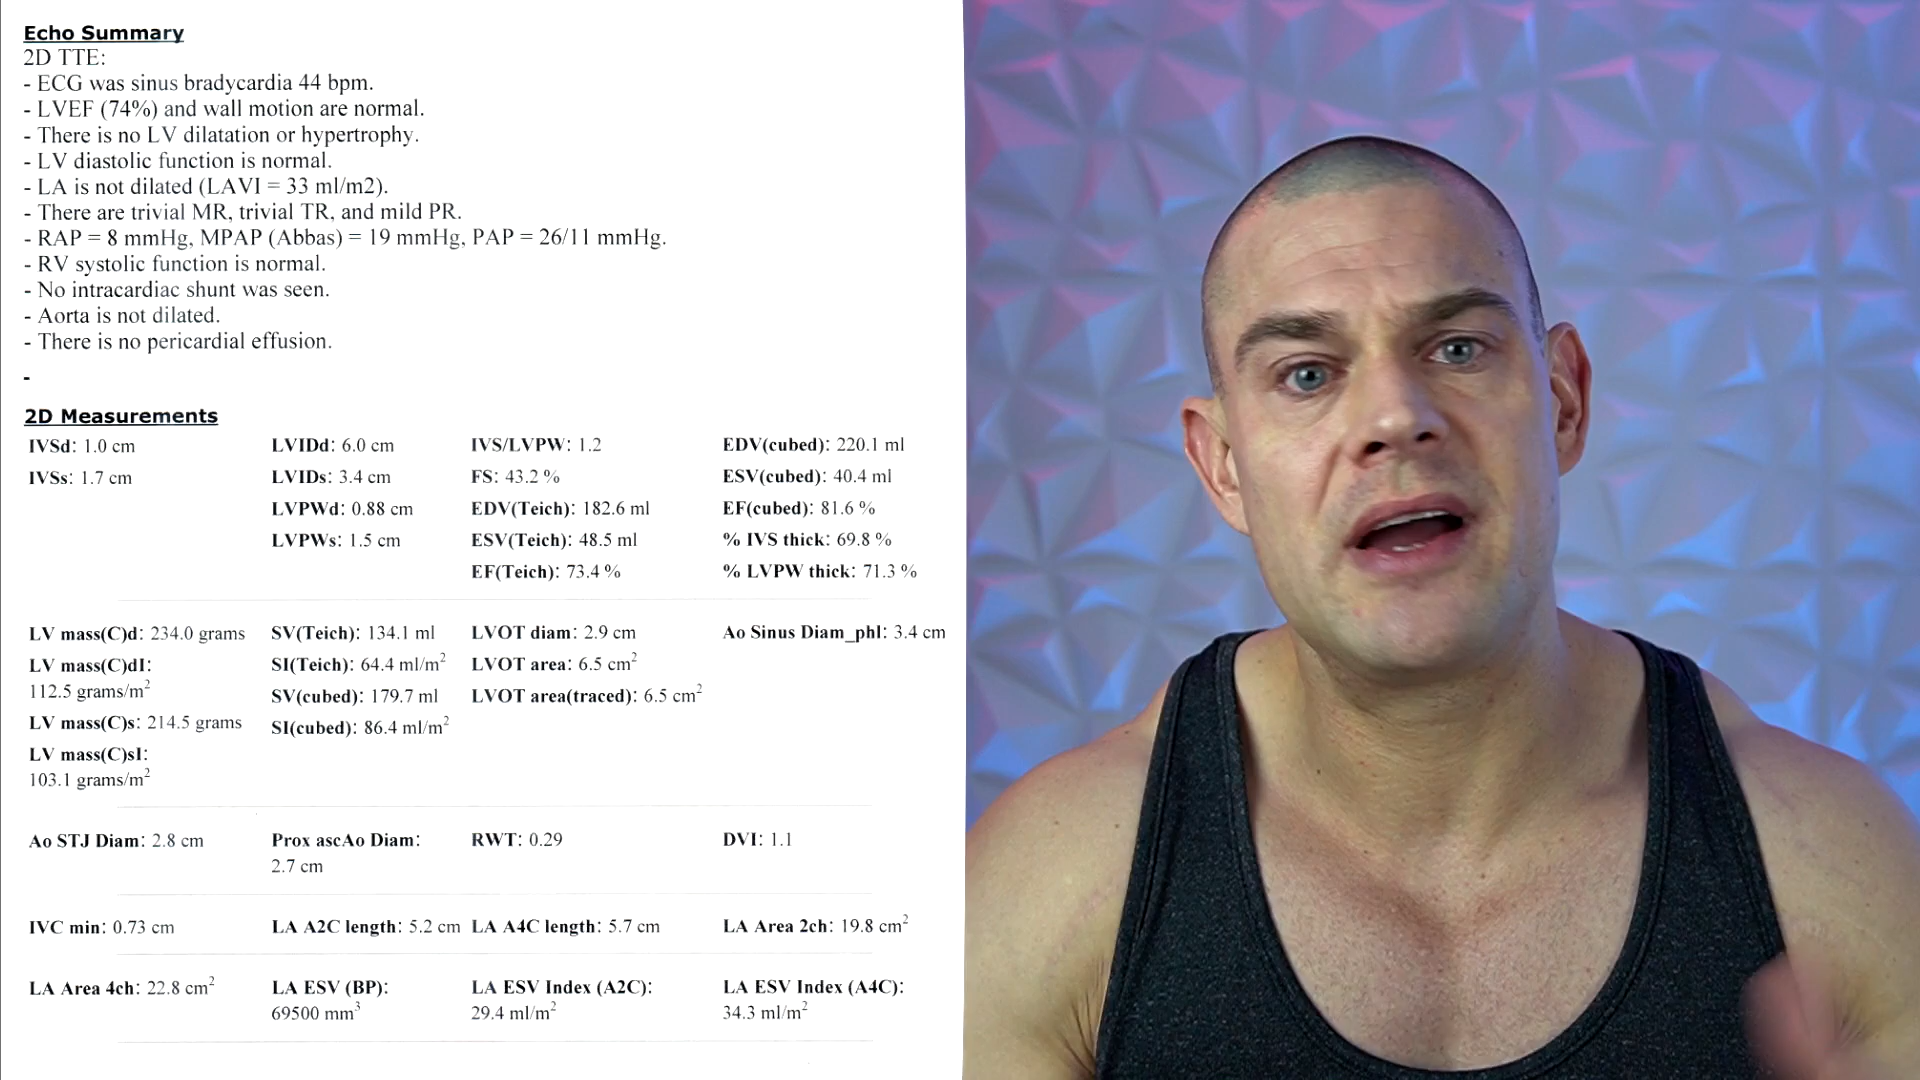 Echo Summary
2D TTE:
- ECG was sinus bradycardia 44 bpm.
- LVEF (74%) and wall motion are normal.
- There is no LV dilatation or hypertrophy.
- LV diastolic function is normal.
- LA is not dilated (LAVI = 33 ml/m2).
- There are trivial MR, trivial TR, and mild PR.
- RAP = 8 mmHg, MPAP (Abbas) = 19 mmHg, PAP = 26/11 mmHg.
- RV systolic function is normal.
- No intracardiac shunt was seen.
- Aorta is not dilated.
- There is no pericardial effusion.
-
2D Measurements
IVSd: 1.0 cm LVIDd: 6.0 cm IVS/LVPW: 1.2 EDV(cubed): 220.1 ml
IVSs: 1.7 cm LVIDs: 3.4 cm FS: 43.2 % ESV(cubed): 40.4 ml
LVPWd: 0.88 cm EDV(Teich): 182.6 ml EF(cubed): 81.6 %
LVPWs: 1.5 cm ESV(Teich): 48.5 ml % IVS thick: 69.8 %
EF(Teich): 73.4 % % LVPW thick: 71.3 %
LV mass(C)d: 234.0 grams SV(Teich): 134.1 ml LVOT diam: 2.9 cm Ao Sinus Diam_phl: 3.4 cm
LV mass(C)dI: SI(Teich): 64.4 ml/m² LVOT area: 6.5 cm²
112.5 grams/m² SV(cubed): 179.7 ml LVOT area(traced): 6.5 cm²
LV mass(C)s: 214.5 grams SI(cubed): 86.4 ml/m²
LV mass(C)sI:
103.1 grams/m²
Ao STJ Diam: 2.8 cm Prox ascAo Diam: RWT: 0.29 DVI: 1.1
2.7 cm
IVC min: 0.73 cm LA A2C length: 5.2 cm LA A4C length: 5.7 cm LA Area 2ch: 19.8 cm²
LA Area 4ch: 22.8 cm² LA ESV (BP): LA ESV Index (A2C): LA ESV Index (A4C):
69500 mm³ 29.4 ml/m² 34.3 ml/m²